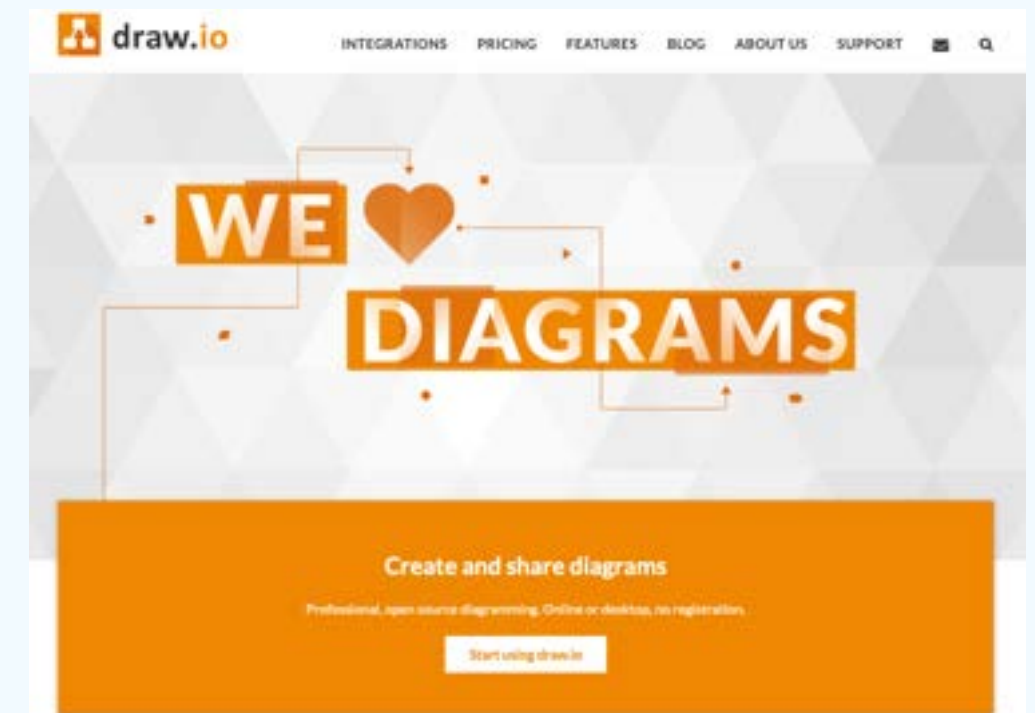 draw.io
INTEGRATIONS PRICING FEATURES BLOG ABOUT US SUPPORT
WE
DIAGRAMS
Create and share diagrams
Professional, open source diagramming. Online or desktop, no registration.
Start using draw.io